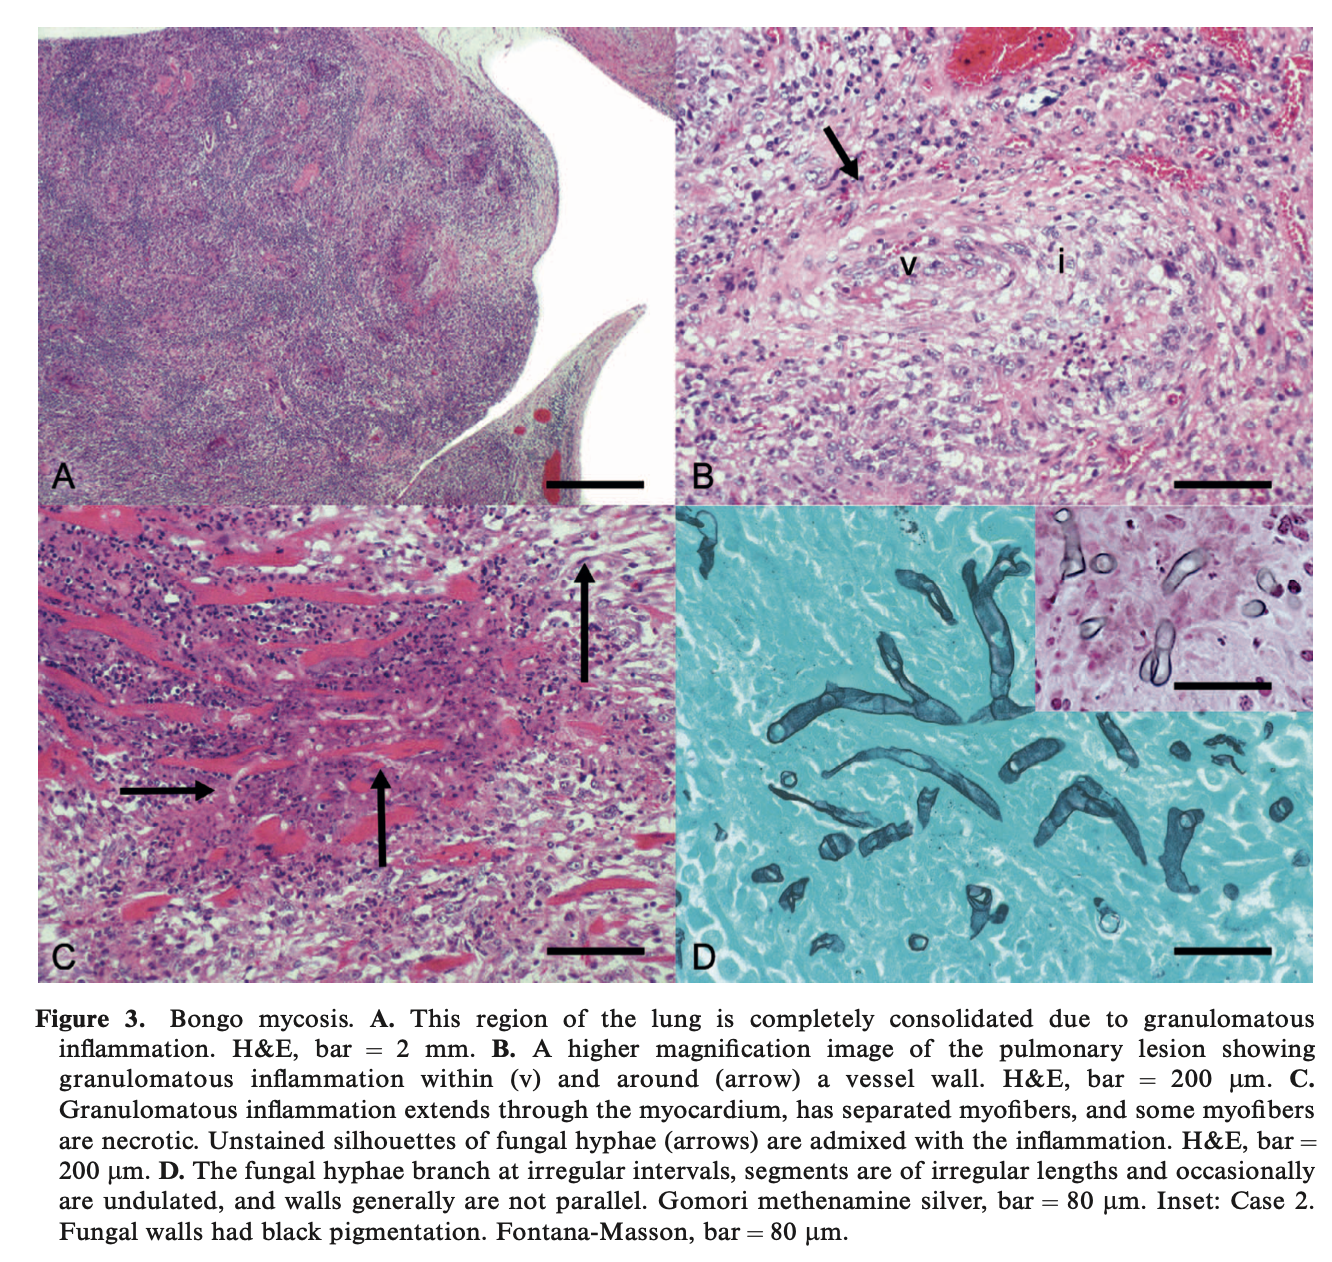 A
B
v
i
C
D
Figure 3. Bongo mycosis. A. This region of the lung is completely consolidated due to granulomatous
inflammation. H&E, bar = 2 mm. B. A higher magnification image of the pulmonary lesion showing
granulomatous inflammation within (v) and around (arrow) a vessel wall. H&E, bar = 200 μm. C.
Granulomatous inflammation extends through the myocardium, has separated myofibers, and some myofibers
are necrotic. Unstained silhouettes of fungal hyphae (arrows) are admixed with the inflammation. H&E, bar =
200 μm. D. The fungal hyphae branch at irregular intervals, segments are of irregular lengths and occasionally
are undulated, and walls generally are not parallel. Gomori methenamine silver, bar = 80 μm. Inset: Case 2.
Fungal walls had black pigmentation. Fontana-Masson, bar = 80 μm.